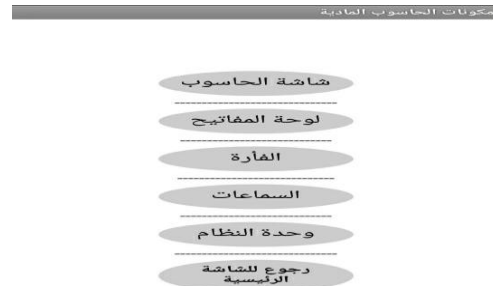 مكونات الحاسوب المادية
شاشة الحاسوب
لوحة المفاتيح
الفأرة
السماعات
وحدة النظام
رجوع للشاشة
الرئيسية